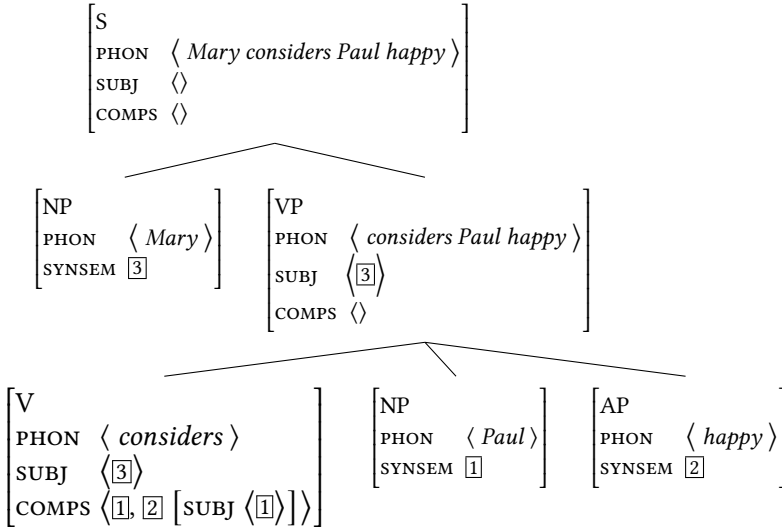 S
PHON ⟨ Mary considers Paul happy ⟩
SUBJ ⟨⟩
COMPS ⟨⟩
NP
PHON ⟨ Mary ⟩
SYNSEM 3
VP
PHON ⟨ considers Paul happy ⟩
SUBJ ⟨3⟩
COMPS ⟨⟩
V
PHON ⟨ considers ⟩
SUBJ ⟨3⟩
COMPS ⟨1, 2 [SUBJ ⟨1⟩]⟩
NP
PHON ⟨ Paul ⟩
SYNSEM 1
AP
PHON ⟨ happy ⟩
SYNSEM 2